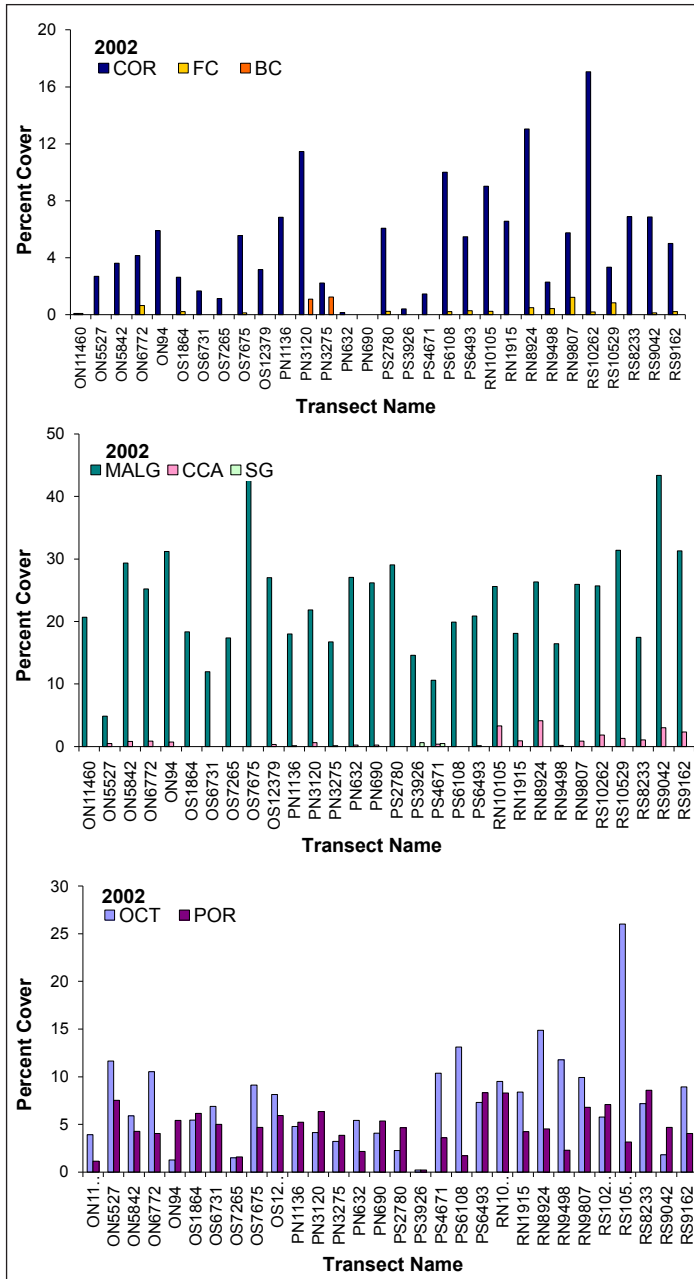 20
16
12
8
4
0
Percent Cover
2002
COR FC BC
ON11460 ON5527 ON5842 ON6772 ON94 OS1864 OS6731 OS7265 OS7675 OS12379 PN1136 PN3120 PN3275 PN632 PN690 PS2780 PS3926 PS4671 PS6108 PS6493 RN10105 RN1915 RN8924 RN9498 RN9807 RS10262 RS10529 RS8233 RS9042 RS9162
Transect Name
50
40
30
20
10
0
Percent Cover
2002
MALG CCA SG
ON11460 ON5527 ON5842 ON6772 ON94 OS1864 OS6731 OS7265 OS7675 OS12379 PN1136 PN3120 PN3275 PN632 PN690 PS2780 PS3926 PS4671 PS6108 PS6493 RN10105 RN1915 RN8924 RN9498 RN9807 RS10262 RS10529 RS8233 RS9042 RS9162
Transect Name
30
25
20
15
10
5
0
Percent Cover
2002
OCT POR
ON11... ON5527 ON5842 ON6772 ON94 OS1864 OS6731 OS7265 OS7675 OS12... PN1136 PN3120 PN3275 PN632 PN690 PS2780 PS3926 PS4671 PS6108 PS6493 RN10... RN1915 RN8924 RN9498 RN9807 RS102... RS105... RS8233 RS9042 RS9162
Transect Name